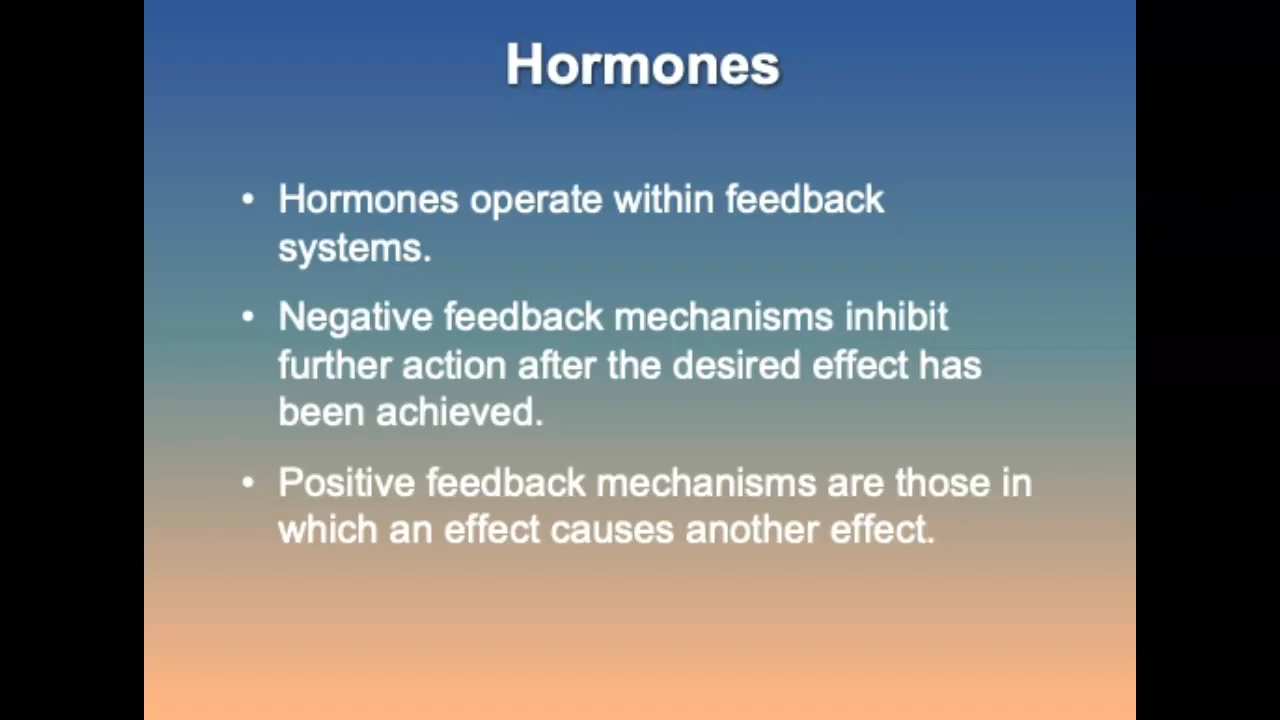 Hormones
• Hormones operate within feedback
systems.
• Negative feedback mechanisms inhibit
further action after the desired effect has
been achieved.
• Positive feedback mechanisms are those in
which an effect causes another effect.